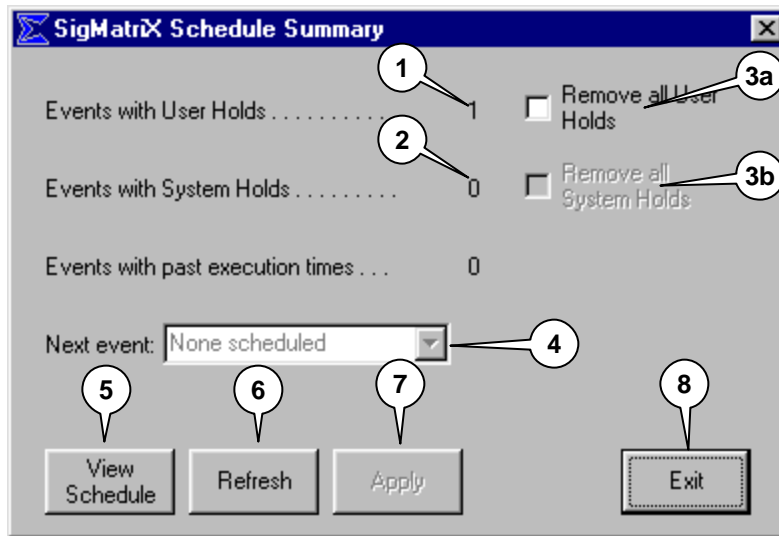 SigMatriX Schedule Summary
1
3a
Events with User Holds . . . . . . . . . . 1
Remove all User
Holds
2
Events with System Holds . . . . . . . . . 0
Remove all
System Holds
3b
Events with past execution times . . . 0
Next event: None scheduled
4
5
6
7
8
View
Schedule
Refresh
Apply
Exit